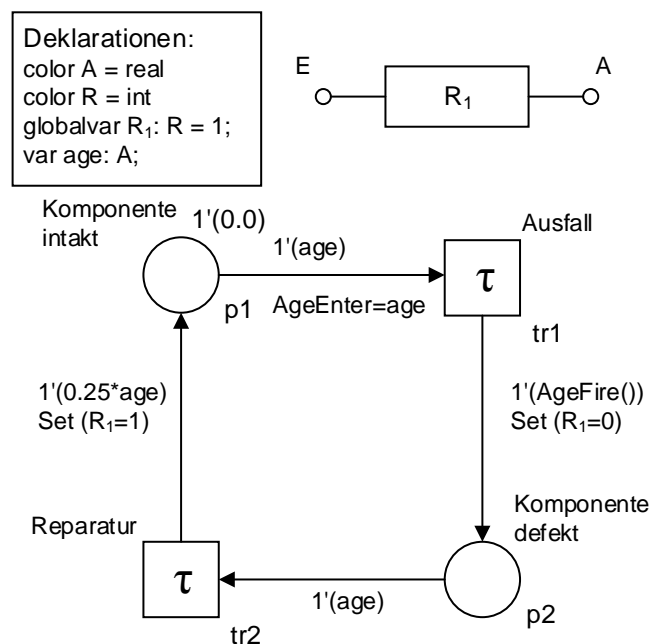 Deklarationen:
color A = real
color R = int
globalvar R₁: R = 1;
var age: A;
E
R₁
A
Komponente
intakt
1'(0.0)
1'(age)
AgeEnter=age
p1
Ausfall
τ
tr1
1'(0.25*age)
Set (R₁=1)
1'(AgeFire())
Set (R₁=0)
Reparatur
τ
tr2
1'(age)
Komponente
defekt
p2